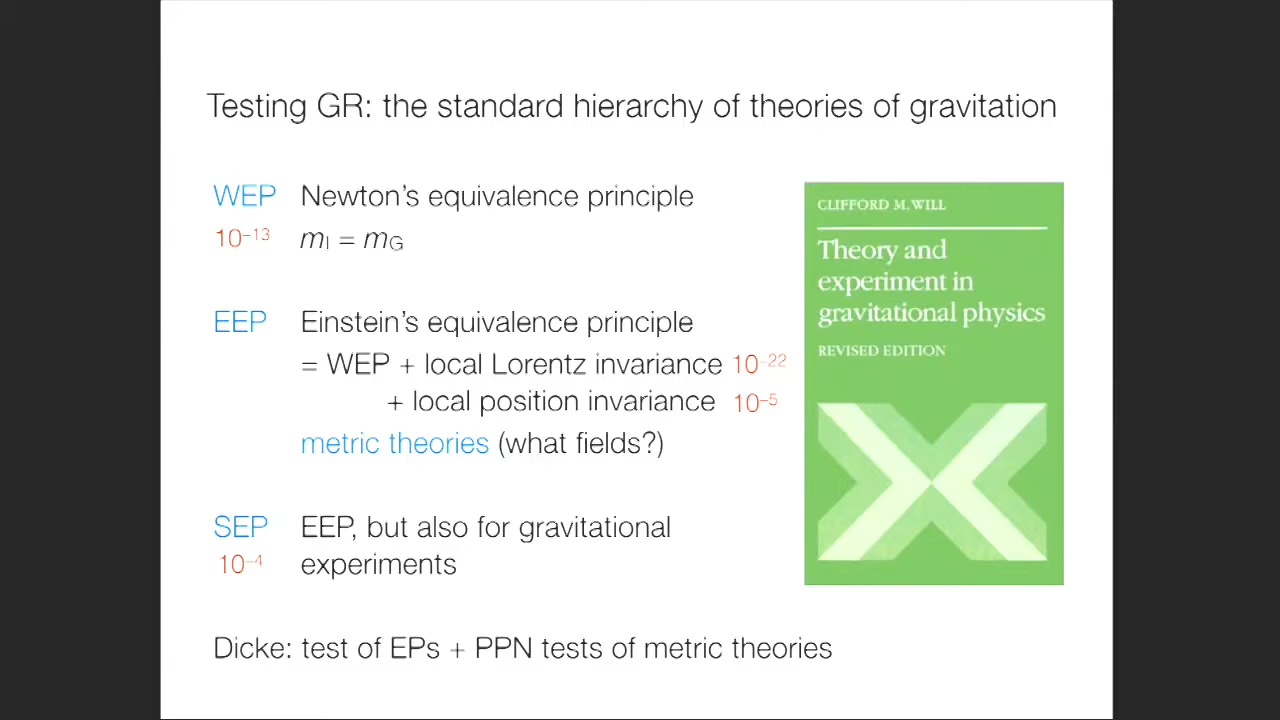 Testing GR: the standard hierarchy of theories of gravitation
WEP Newton's equivalence principle
10⁻¹³ mI = mG
EEP Einstein's equivalence principle
= WEP + local Lorentz invariance 10⁻²²
+ local position invariance 10⁻⁵
metric theories (what fields?)
SEP EEP, but also for gravitational
10⁻⁴ experiments
Dicke: test of EPs + PPN tests of metric theories
CLIFFORD M. WILL
Theory and
experiment in
gravitational physics
REVISED EDITION